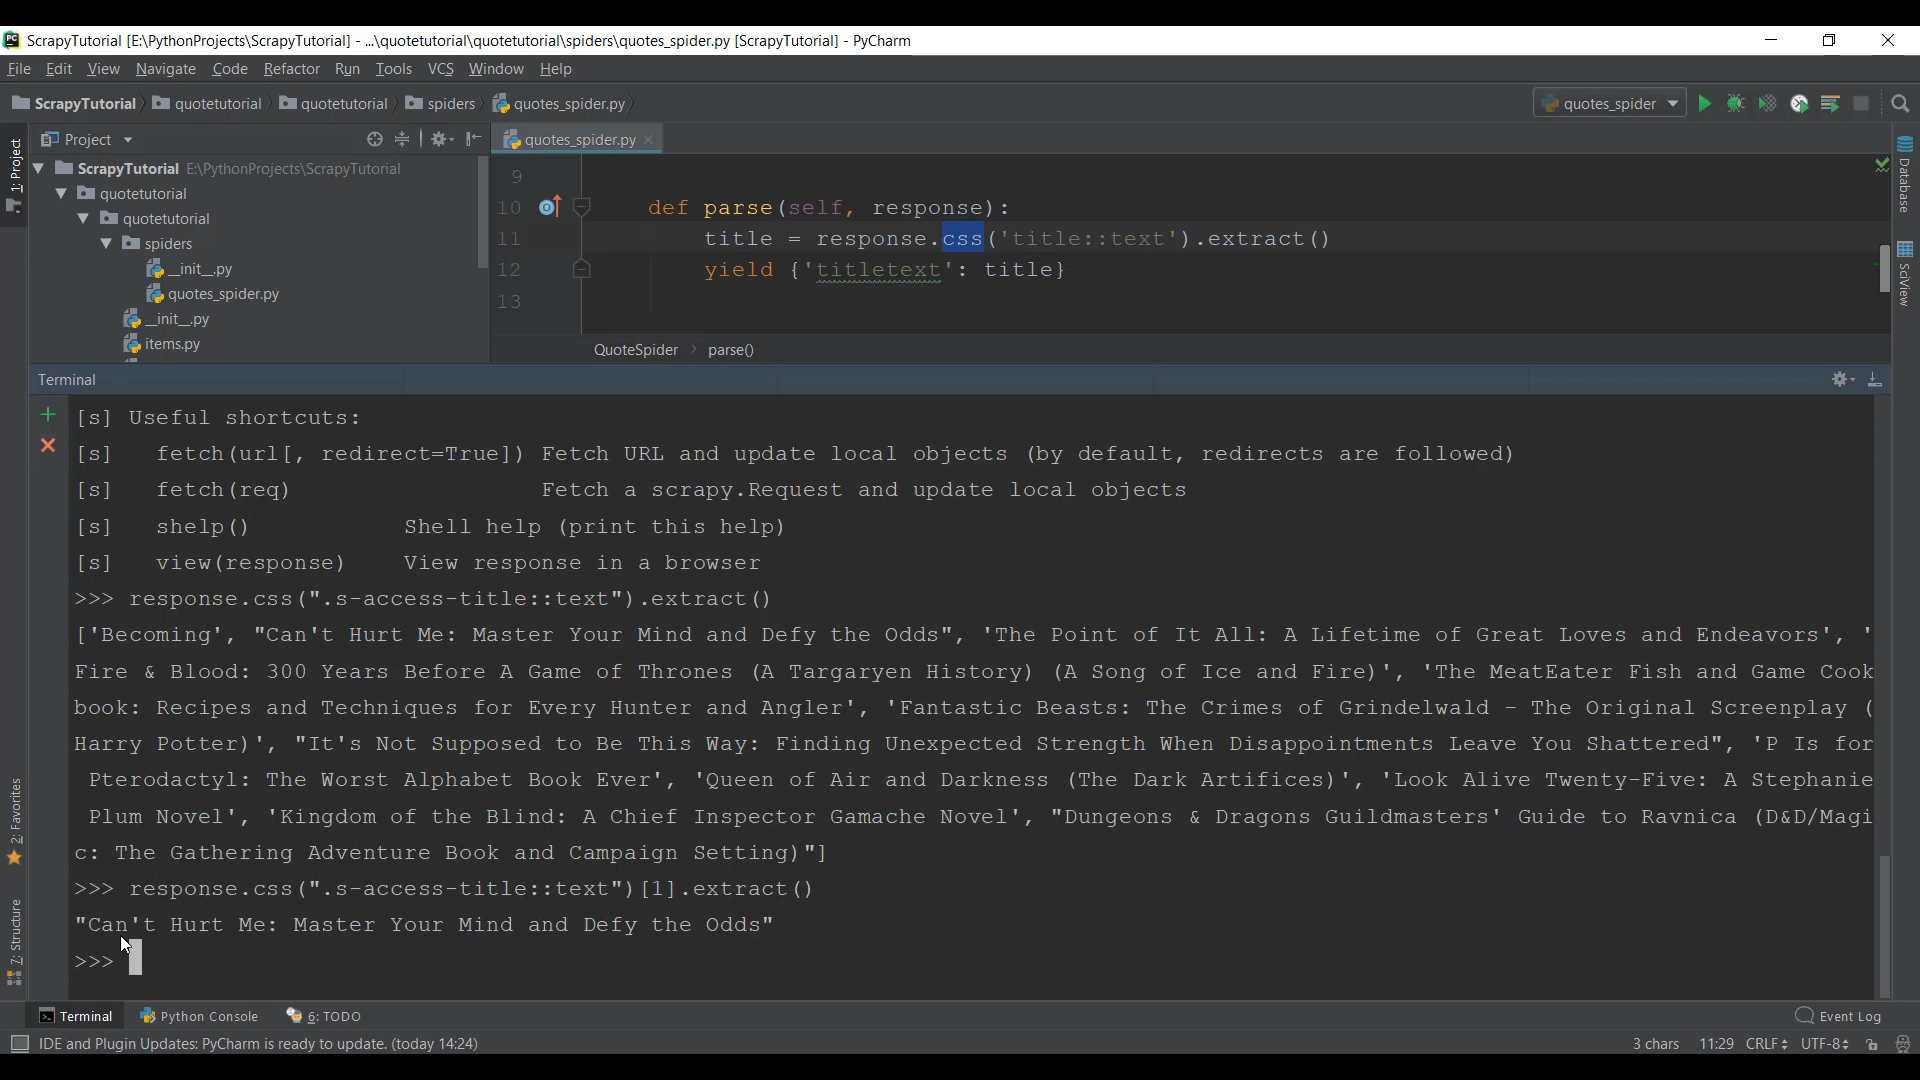 ScrapyTutorial [E:\PythonProjects\ScrapyTutorial] - ...\quotetutorial\quotetutorial\spiders\quotes_spider.py [ScrapyTutorial] - PyCharm
File Edit View Navigate Code Refactor Run Tools VCS Window Help
ScrapyTutorial quotetutorial quotetutorial spiders quotes_spider.py quotes_spider
1: Project
Project
quotes_spider.py
Database
SciView
ScrapyTutorial E:\PythonProjects\ScrapyTutorial
quotetutorial
quotetutorial
spiders
__init__.py
quotes_spider.py
__init__.py
items.py
9
10 def parse(self, response):
11 title = response.css('title::text').extract()
12 yield {'titletext': title}
13
QuoteSpider parse()
Terminal
[s] Useful shortcuts:
[s] fetch(url[, redirect=True]) Fetch URL and update local objects (by default, redirects are followed)
[s] fetch(req) Fetch a scrapy.Request and update local objects
[s] shelp() Shell help (print this help)
[s] view(response) View response in a browser
>>> response.css(".s-access-title::text").extract()
['Becoming', "Can't Hurt Me: Master Your Mind and Defy the Odds", 'The Point of It All: A Lifetime of Great Loves and Endeavors', '
Fire & Blood: 300 Years Before A Game of Thrones (A Targaryen History) (A Song of Ice and Fire)', 'The MeatEater Fish and Game Cook
book: Recipes and Techniques for Every Hunter and Angler', 'Fantastic Beasts: The Crimes of Grindelwald - The Original Screenplay (
Harry Potter)', "It's Not Supposed to Be This Way: Finding Unexpected Strength When Disappointments Leave You Shattered", 'P Is for
Pterodactyl: The Worst Alphabet Book Ever', 'Queen of Air and Darkness (The Dark Artifices)', 'Look Alive Twenty-Five: A Stephanie
Plum Novel', 'Kingdom of the Blind: A Chief Inspector Gamache Novel', "Dungeons & Dragons Guildmasters' Guide to Ravnica (D&D/Magi
c: The Gathering Adventure Book and Campaign Setting)"]
>>> response.css(".s-access-title::text")[1].extract()
"Can't Hurt Me: Master Your Mind and Defy the Odds"
>>>
2: Favorites
7: Structure
Terminal Python Console 6: TODO Event Log
IDE and Plugin Updates: PyCharm is ready to update. (today 14:24) 3 chars 11:29 CRLF UTF-8